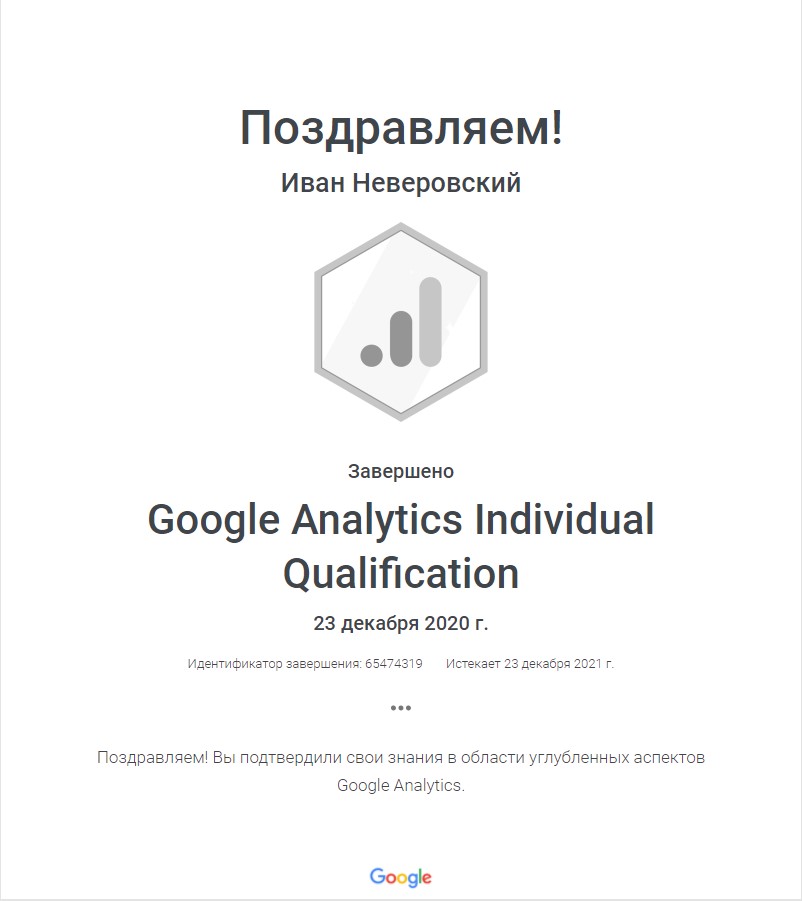 Поздравляем!
Иван Неверовский
Завершено
Google Analytics Individual
Qualification
23 декабря 2020 г.
Идентификатор завершения: 65474319 Истекает 23 декабря 2021 г.
•••
Поздравляем! Вы подтвердили свои знания в области углубленных аспектов
Google Analytics.
Google